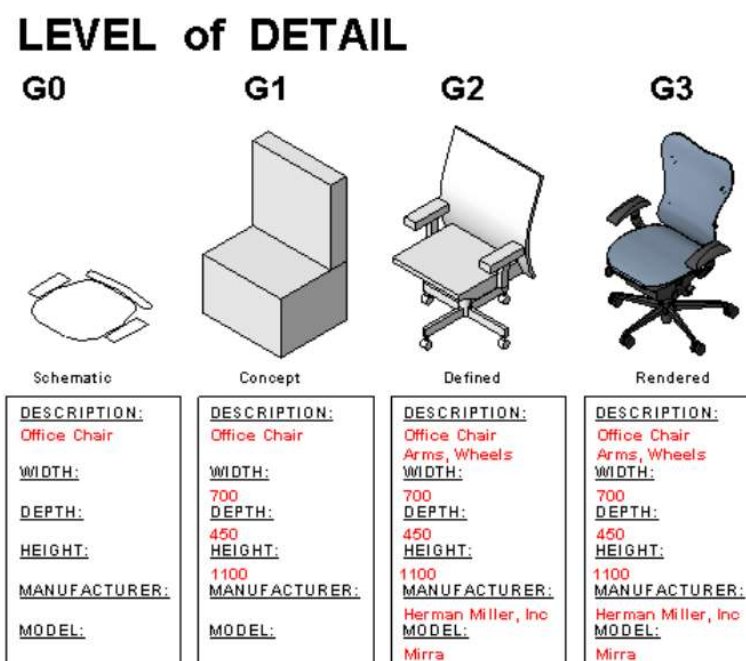 LEVEL of DETAIL
G0
G1
G2
G3
Schematic
Concept
Defined
Rendered
DESCRIPTION:
Office Chair
WIDTH:
DEPTH:
HEIGHT:
MANUFACTURER:
MODEL:
DESCRIPTION:
Office Chair
WIDTH:
700
DEPTH:
450
HEIGHT:
1100
MANUFACTURER:
MODEL:
DESCRIPTION:
Office Chair
Arms, Wheels
WIDTH:
700
DEPTH:
450
HEIGHT:
1100
MANUFACTURER:
Herman Miller, Inc
MODEL:
Mirra
DESCRIPTION:
Office Chair
Arms, Wheels
WIDTH:
700
DEPTH:
450
HEIGHT:
1100
MANUFACTURER:
Herman Miller, Inc
MODEL:
Mirra